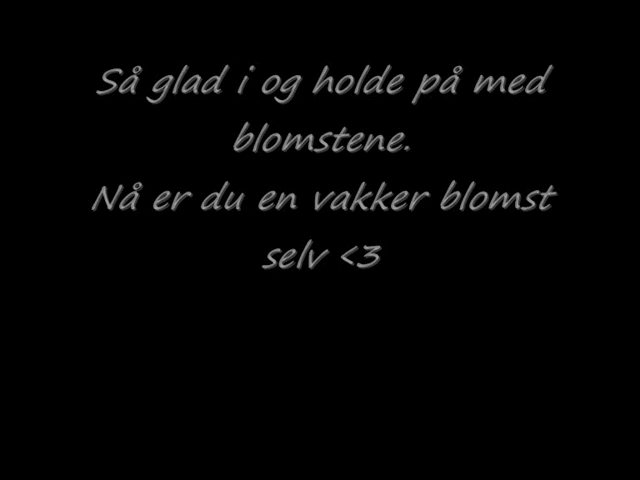 Så glad i og holde på med
blomstene.
Nå er du en vakker blomst
selv <3